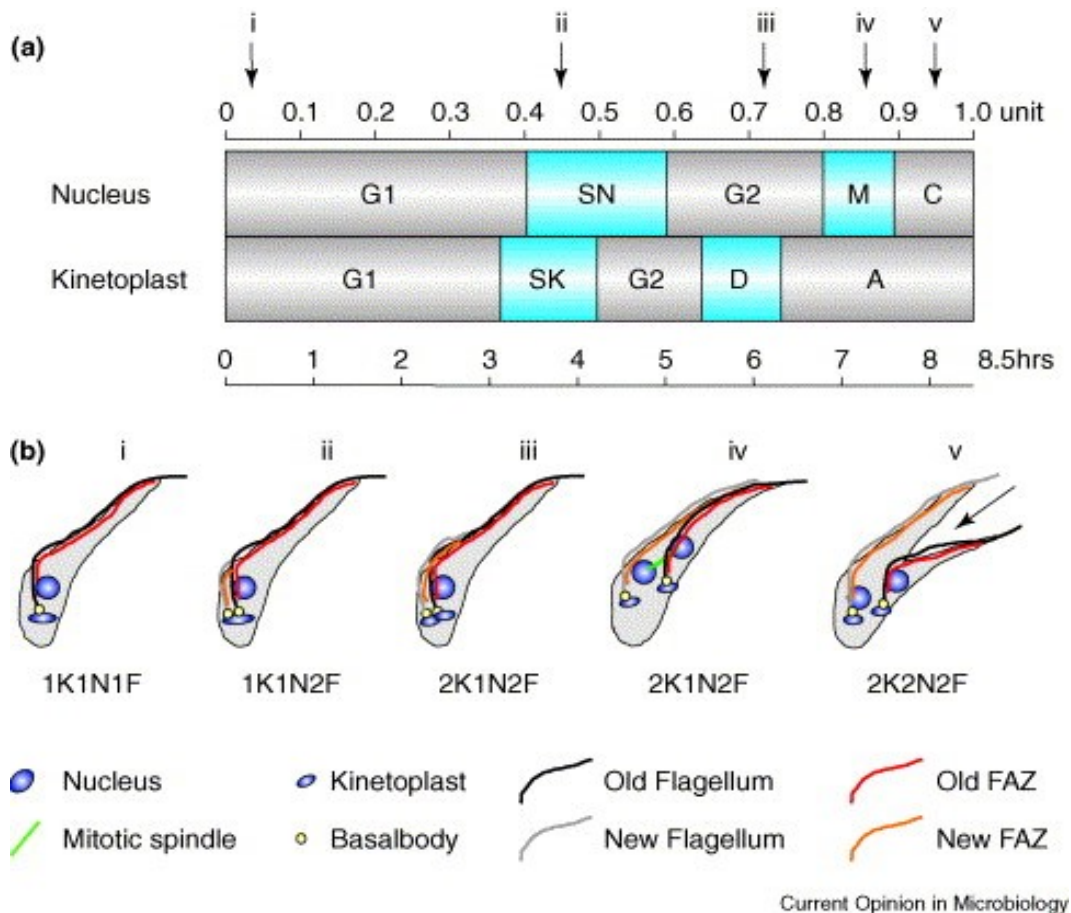 (a)
i ii iii iv v
0 0.1 0.2 0.3 0.4 0.5 0.6 0.7 0.8 0.9 1.0 unit
Nucleus G1 SN G2 M C
Kinetoplast G1 SK G2 D A
0 1 2 3 4 5 6 7 8 8.5hrs
(b) i ii iii iv v
1K1N1F 1K1N2F 2K1N2F 2K1N2F 2K2N2F
Nucleus Kinetoplast Old Flagellum Old FAZ
Mitotic spindle Basalbody New Flagellum New FAZ
Current Opinion in Microbiology